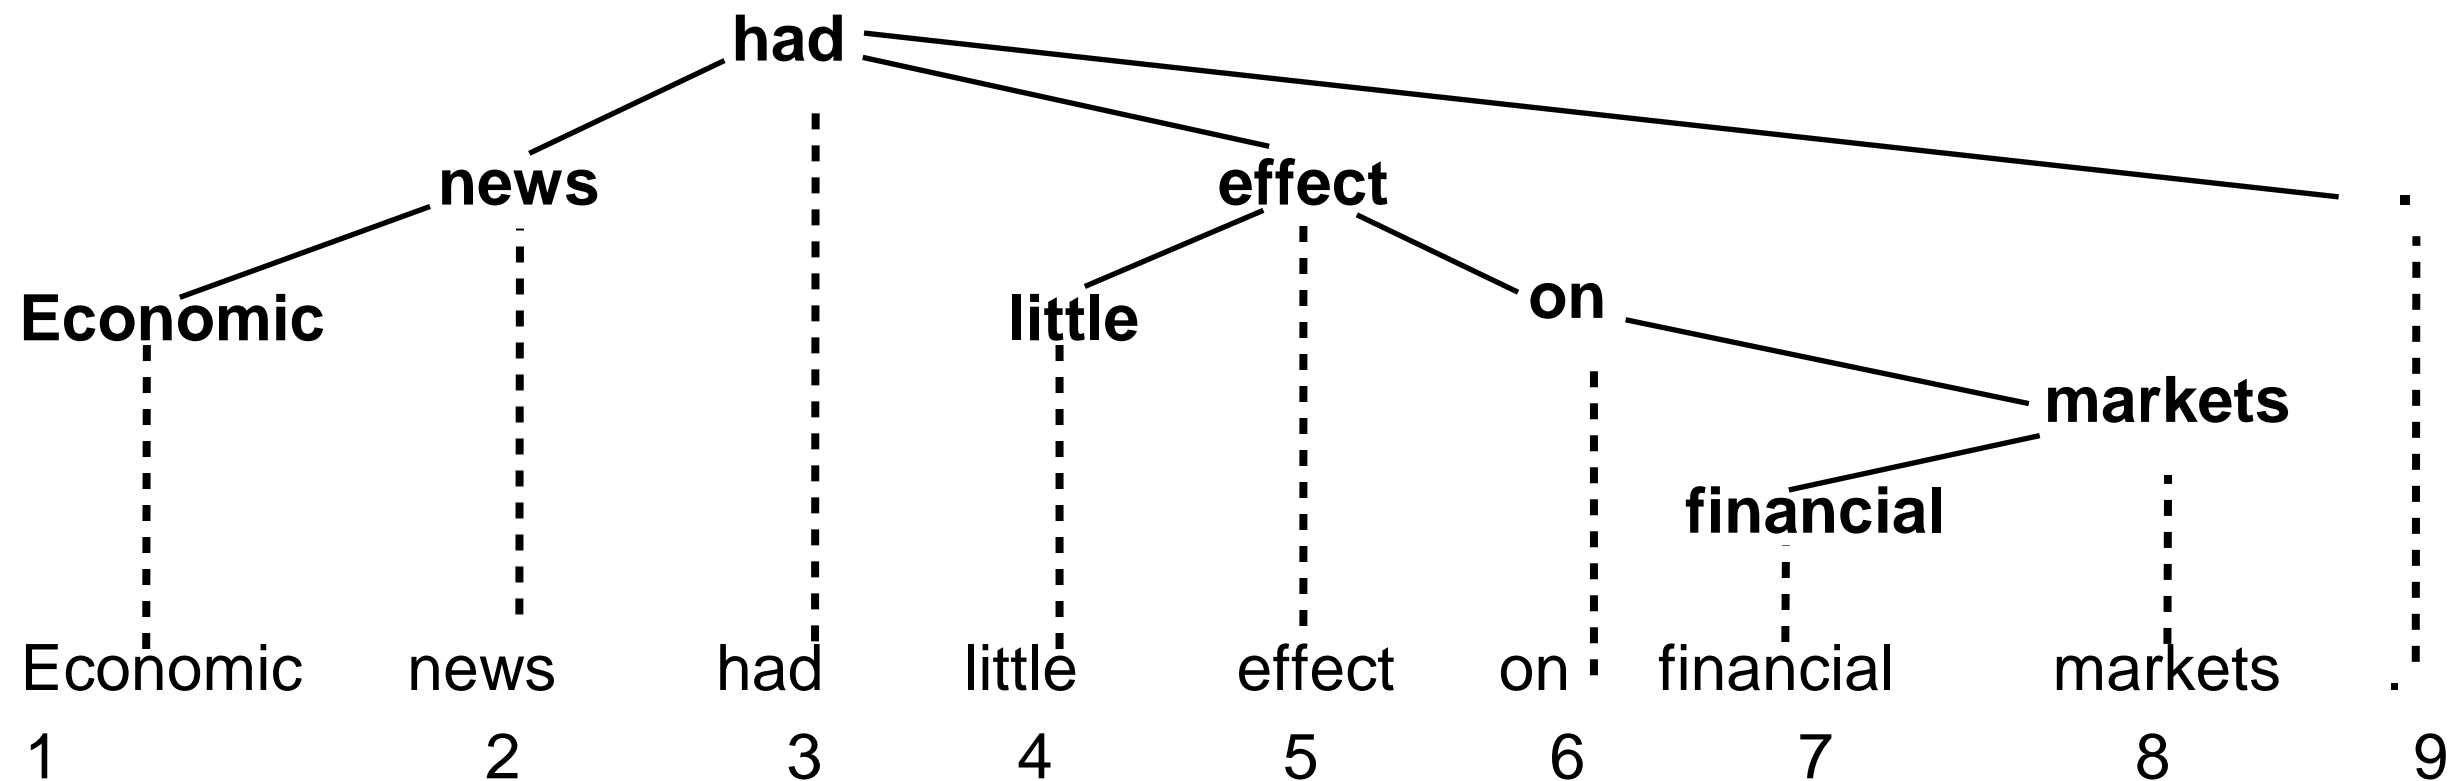 had
news effect .
Economic little on
markets
financial
Economic news had little effect on financial markets .
1 2 3 4 5 6 7 8 9